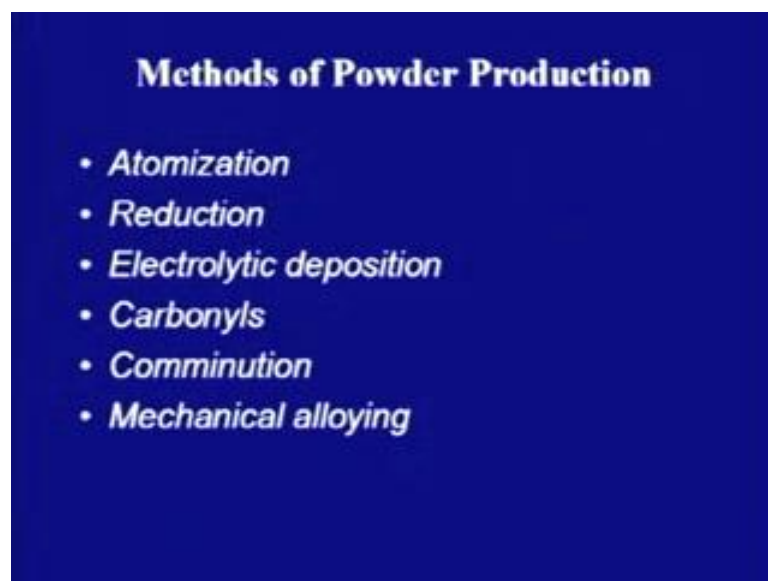 Methods of Powder Production
• Atomization
• Reduction
• Electrolytic deposition
• Carbonyls
• Comminution
• Mechanical alloying